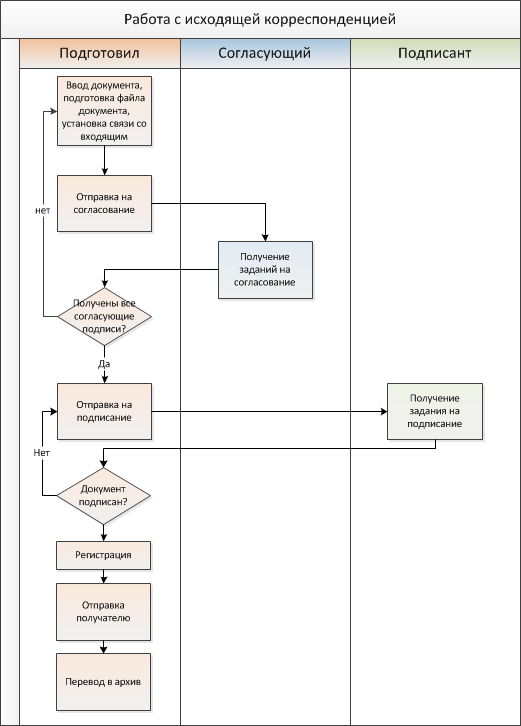 Работа с исходящей корреспонденцией
Подготовил
Согласующий
Подписант
Ввод документа,
подготовка файла
документа,
установка связи со
входящим
нет
Отправка на
согласование
Получение
заданий на
согласование
Получены все
согласующие
подписи?
Да
Отправка на
подписание
Получение
задания на
подписание
Нет
Документ
подписан?
Регистрация
Отправка
получателю
Перевод в архив